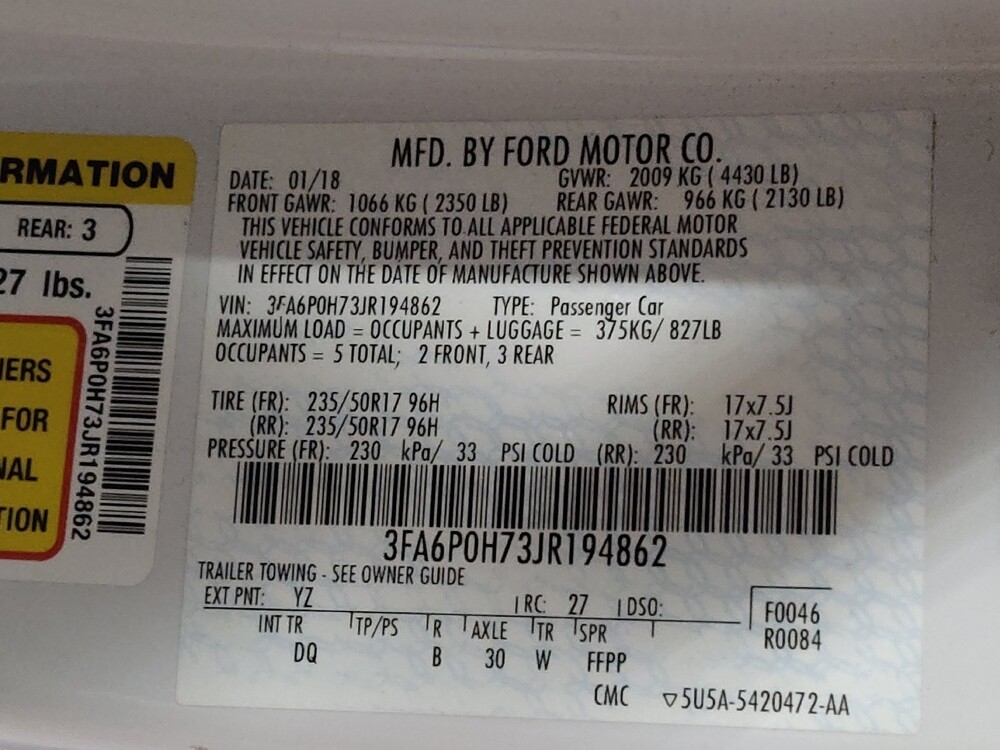 RMATION
REAR: 3
27 lbs.
IERS
FOR
NAL
TION
3FA6P0H73JR194862
MFD. BY FORD MOTOR CO.
DATE: 01/18 GVWR: 2009 KG ( 4430 LB)
FRONT GAWR: 1066 KG ( 2350 LB) REAR GAWR: 966 KG ( 2130 LB)
THIS VEHICLE CONFORMS TO ALL APPLICABLE FEDERAL MOTOR
VEHICLE SAFETY, BUMPER, AND THEFT PREVENTION STANDARDS
IN EFFECT ON THE DATE OF MANUFACTURE SHOWN ABOVE.
VIN: 3FA6P0H73JR194862 TYPE: Passenger Car
MAXIMUM LOAD = OCCUPANTS + LUGGAGE = 375KG/ 827LB
OCCUPANTS = 5 TOTAL; 2 FRONT, 3 REAR
TIRE (FR): 235/50R17 96H RIMS (FR): 17x7.5J
(RR): 235/50R17 96H (RR): 17x7.5J
PRESSURE (FR): 230 kPa/ 33 PSI COLD (RR): 230 kPa/ 33 PSI COLD
3FA6P0H73JR194862
TRAILER TOWING - SEE OWNER GUIDE
EXT PNT: YZ RC: 27 DSO: F0046
INT TR TP/PS R AXLE TR SPR R0084
DQ B 30 W FFPP
CMC ▽5U5A-5420472-AA